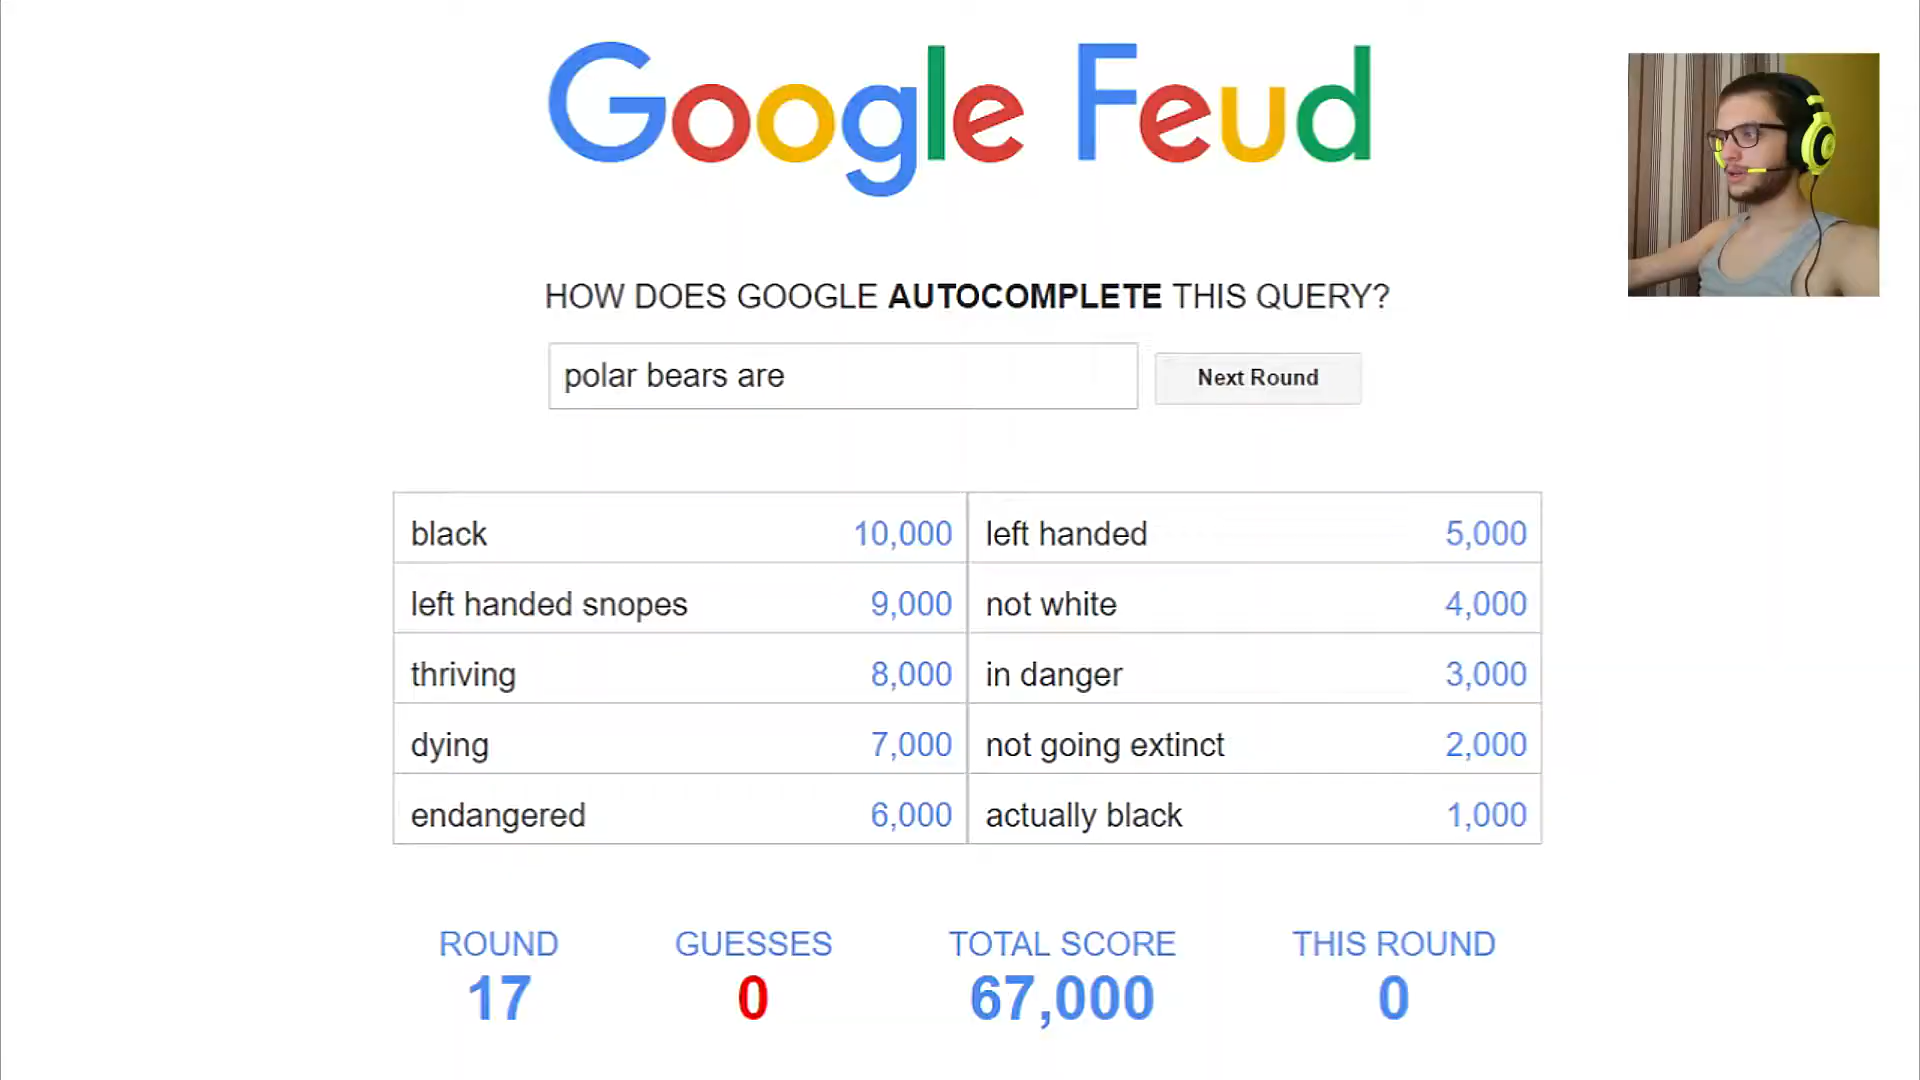 Google Feud
HOW DOES GOOGLE AUTOCOMPLETE THIS QUERY?
polar bears are
Next Round
black 10,000 left handed 5,000
left handed snopes 9,000 not white 4,000
thriving 8,000 in danger 3,000
dying 7,000 not going extinct 2,000
endangered 6,000 actually black 1,000
ROUND GUESSES TOTAL SCORE THIS ROUND
17 0 67,000 0